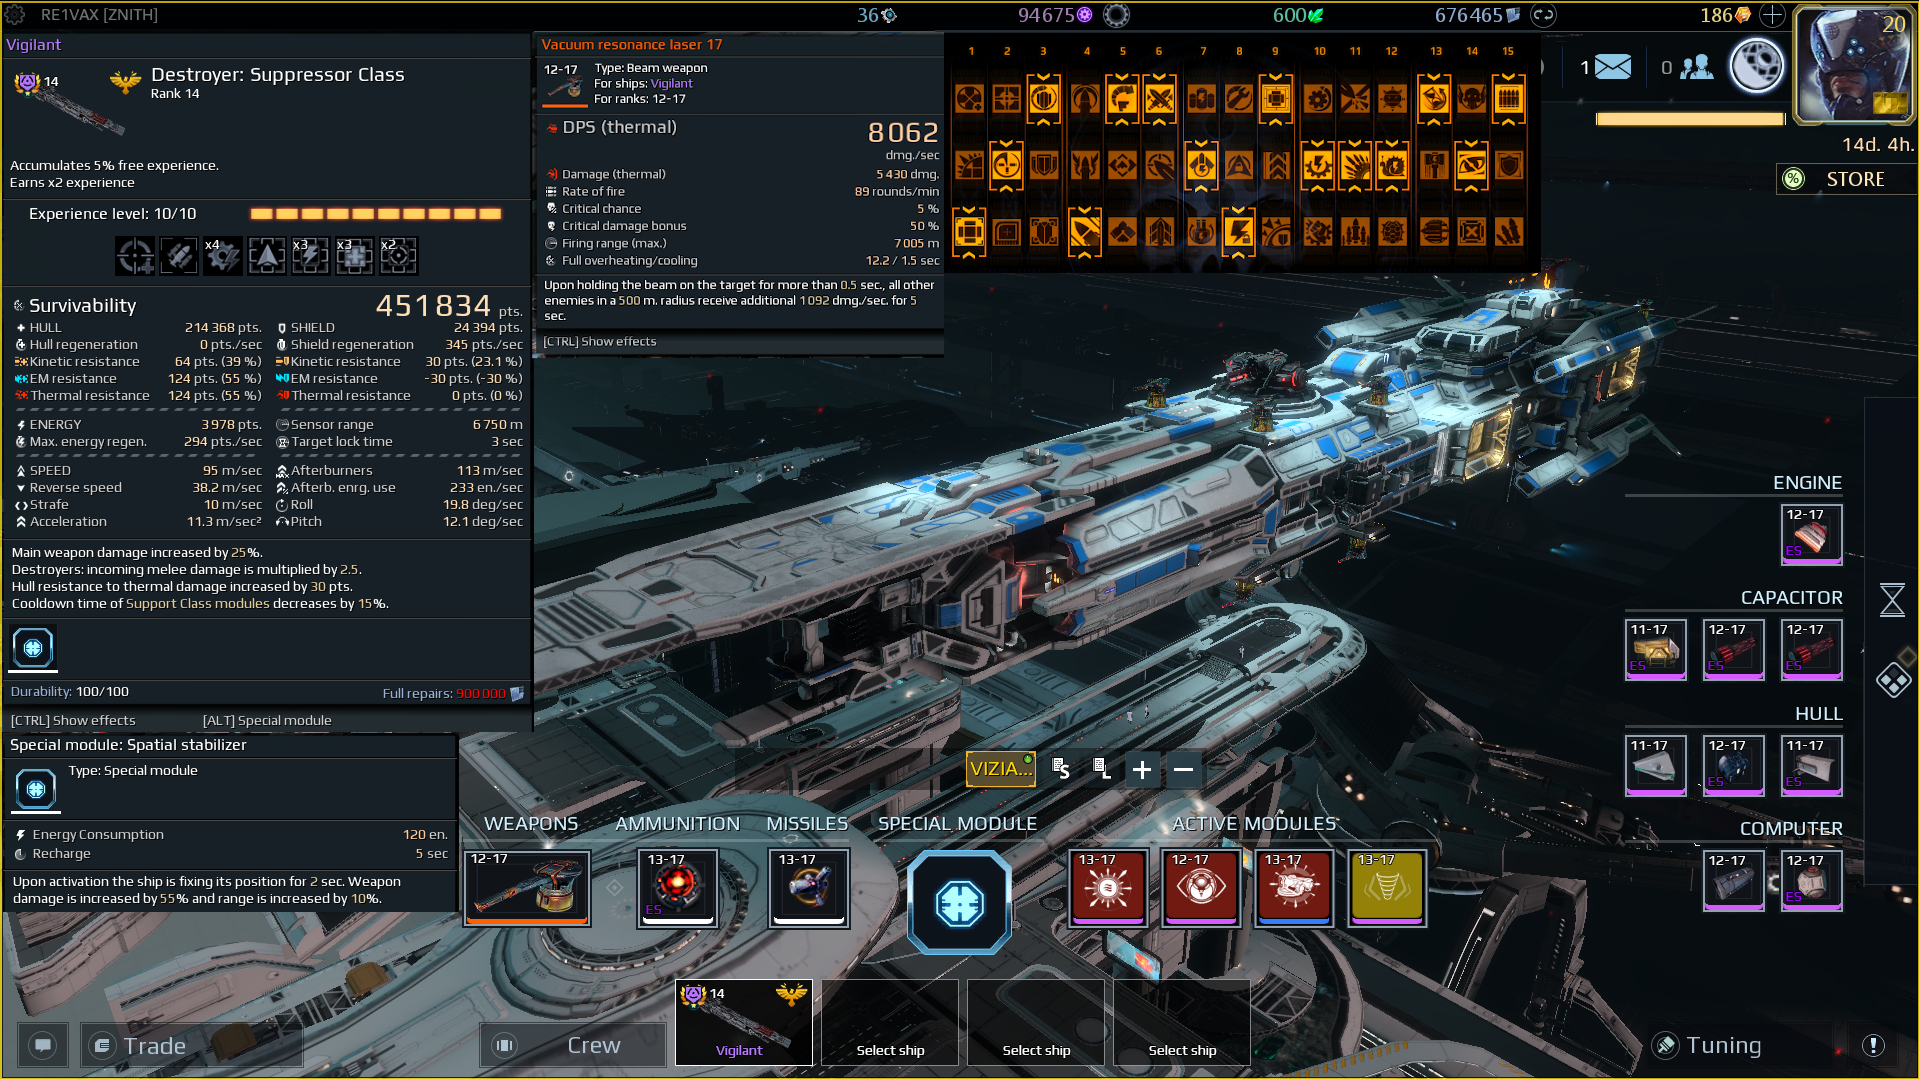 RE1VAX [ZNITH]
36
94675
600
676465
186
20
Vigilant
14
Destroyer: Suppressor Class
Rank 14
Accumulates 5% free experience.
Earns x2 experience
Experience level: 10/10
x4 x3 x3 x2
Survivability 451834 pts.
HULL 214 368 pts. SHIELD 24 394 pts.
Hull regeneration 0 pts./sec Shield regeneration 345 pts./sec
Kinetic resistance 64 pts. (39 %) Kinetic resistance 30 pts. (23.1 %)
EM resistance 124 pts. (55 %) EM resistance -30 pts. (-30 %)
Thermal resistance 124 pts. (55 %) Thermal resistance 0 pts. (0 %)
ENERGY 3 978 pts. Sensor range 6 750 m
Max. energy regen. 294 pts./sec Target lock time 3 sec
SPEED 95 m/sec Afterburners 113 m/sec
Reverse speed 38.2 m/sec Afterb. enrg. use 233 en./sec
Strafe 10 m/sec Roll 19.8 deg/sec
Acceleration 11.3 m/sec² Pitch 12.1 deg/sec
Main weapon damage increased by 25%.
Destroyers: incoming melee damage is multiplied by 2.5.
Hull resistance to thermal damage increased by 30 pts.
Cooldown time of Support Class modules decreases by 15%.
Durability: 100/100 Full repairs: 900 000
[CTRL] Show effects [ALT] Special module
Special module: Spatial stabilizer
Type: Special module
Energy Consumption 120 en.
Recharge 5 sec
Upon activation the ship is fixing its position for 2 sec. Weapon
damage is increased by 55% and range is increased by 10%.
Vacuum resonance laser 17
12-17
Type: Beam weapon
For ships: Vigilant
For ranks: 12-17
DPS (thermal) 8062
dmg./sec
Damage (thermal) 5 430 dmg.
Rate of fire 89 rounds/min
Critical chance 5 %
Critical damage bonus 50 %
Firing range (max.) 7 005 m
Full overheating/cooling 12.2 / 1.5 sec
Upon holding the beam on the target for more than 0.5 sec., all other
enemies in a 500 m. radius receive additional 1 092 dmg./sec. for 5
sec.
[CTRL] Show effects
1 2 3 4 5 6 7 8 9 10 11 12 13 14 15
1
0
14d. 4h.
% STORE
ENGINE
12-17
ES
CAPACITOR
11-17 12-17 12-17
ES ES ES
HULL
11-17 12-17 11-17
ES ES
COMPUTER
12-17 12-17
ES
VIZIA...
S L + −
WEAPONS AMMUNITION MISSILES SPECIAL MODULE ACTIVE MODULES
12-17 13-17 13-17 13-17 12-17 13-17 13-17
ES
14
Vigilant Select ship Select ship Select ship
Trade
Crew
Tuning